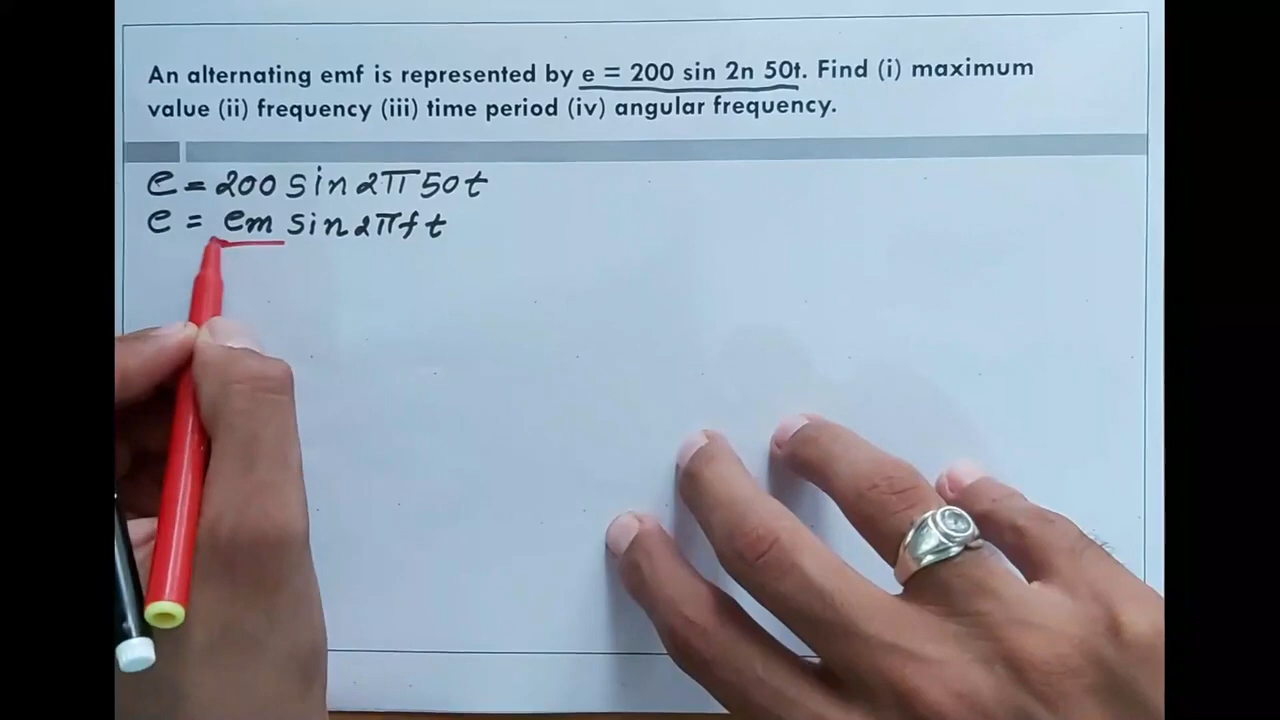 An alternating emf is represented by e = 200 sin 2n 50t. Find (i) maximum
value (ii) frequency (iii) time period (iv) angular frequency.
e = 200 sin 2π 50t
e = em sin 2π f t